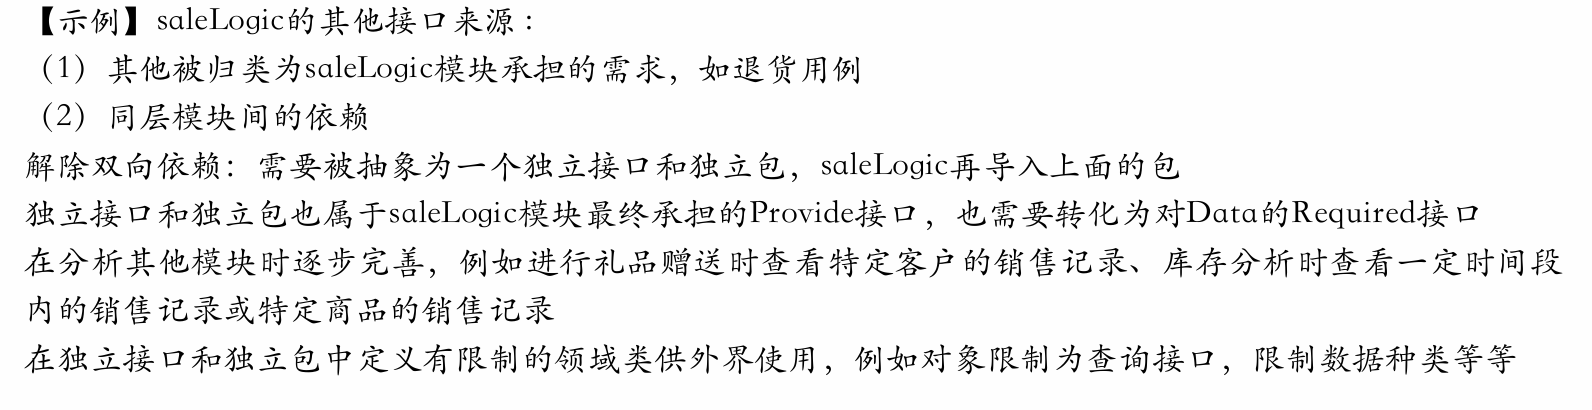 【示例】saleLogic的其他接口来源：
（1）其他被归类为saleLogic模块承担的需求，如退货用例
（2）同层模块间的依赖
解除双向依赖：需要被抽象为一个独立接口和独立包，saleLogic再导入上面的包
独立接口和独立包也属于saleLogic模块最终承担的Provide接口，也需要转化为对Data的Required接口
在分析其他模块时逐步完善，例如进行礼品赠送时查看特定客户的销售记录、库存分析时查看一定时间段
内的销售记录或特定商品的销售记录
在独立接口和独立包中定义有限制的领域类供外界使用，例如对象限制为查询接口，限制数据种类等等